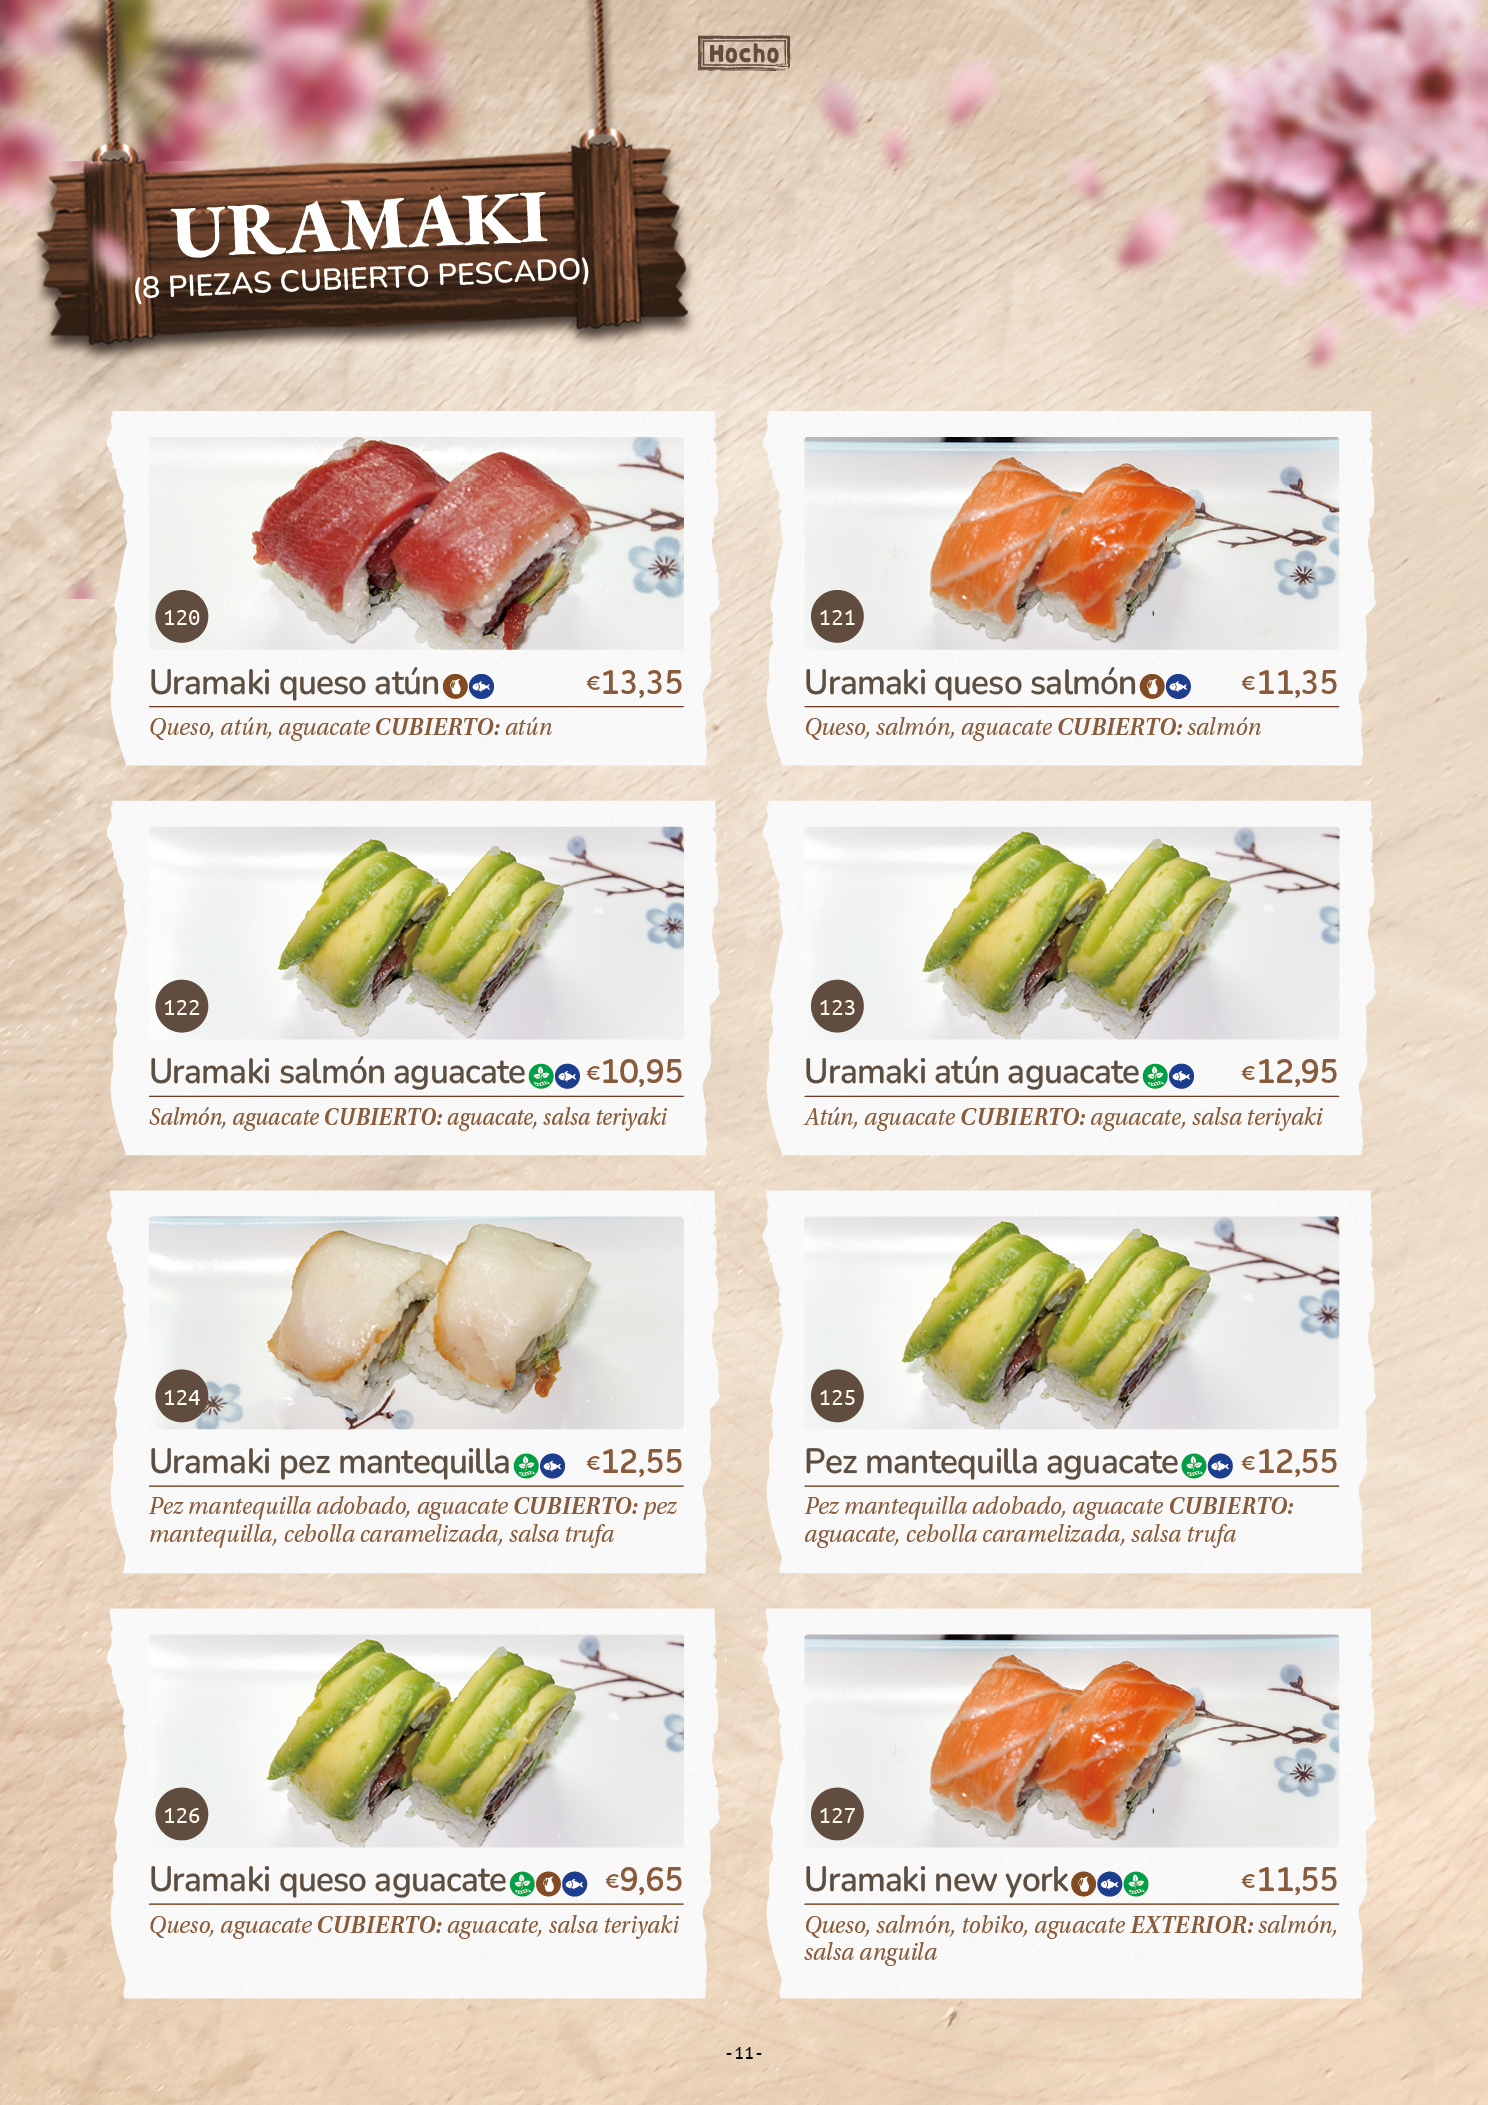 Hocho
URAMAKI
(8 PIEZAS CUBIERTO PESCADO)
120
Uramaki queso atún €13,35
Queso, atún, aguacate CUBIERTO: atún
121
Uramaki queso salmón €11,35
Queso, salmón, aguacate CUBIERTO: salmón
122
Uramaki salmón aguacate €10,95
Salmón, aguacate CUBIERTO: aguacate, salsa teriyaki
123
Uramaki atún aguacate €12,95
Atún, aguacate CUBIERTO: aguacate, salsa teriyaki
124
Uramaki pez mantequilla €12,55
Pez mantequilla adobado, aguacate CUBIERTO: pez
mantequilla, cebolla caramelizada, salsa trufa
125
Pez mantequilla aguacate €12,55
Pez mantequilla adobado, aguacate CUBIERTO:
aguacate, cebolla caramelizada, salsa trufa
126
Uramaki queso aguacate €9,65
Queso, aguacate CUBIERTO: aguacate, salsa teriyaki
127
Uramaki new york €11,55
Queso, salmón, tobiko, aguacate EXTERIOR: salmón,
salsa anguila
-11-